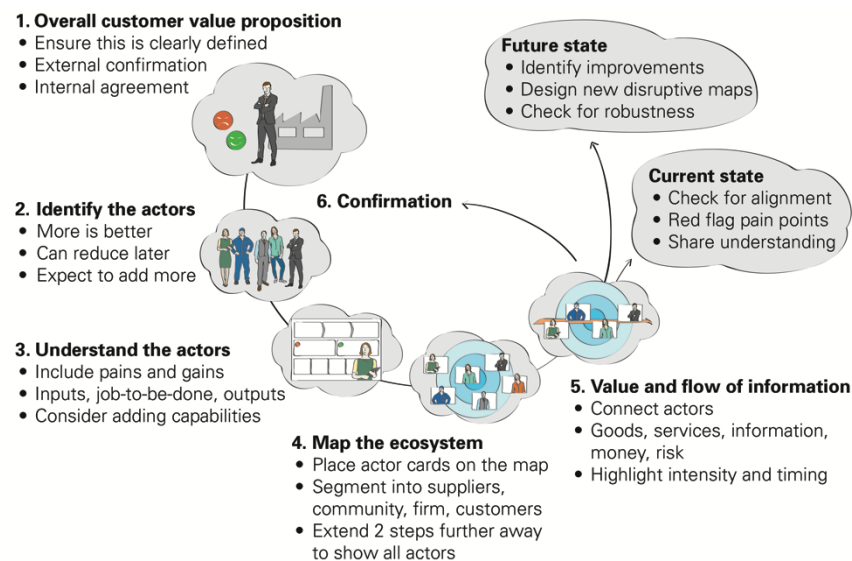 1. Overall customer value proposition
• Ensure this is clearly defined
• External confirmation
• Internal agreement
2. Identify the actors
• More is better
• Can reduce later
• Expect to add more
3. Understand the actors
• Include pains and gains
• Inputs, job-to-be-done, outputs
• Consider adding capabilities
4. Map the ecosystem
• Place actor cards on the map
• Segment into suppliers,
community, firm, customers
• Extend 2 steps further away
to show all actors
5. Value and flow of information
• Connect actors
• Goods, services, information,
money, risk
• Highlight intensity and timing
6. Confirmation
Current state
• Check for alignment
• Red flag pain points
• Share understanding
Future state
• Identify improvements
• Design new disruptive maps
• Check for robustness